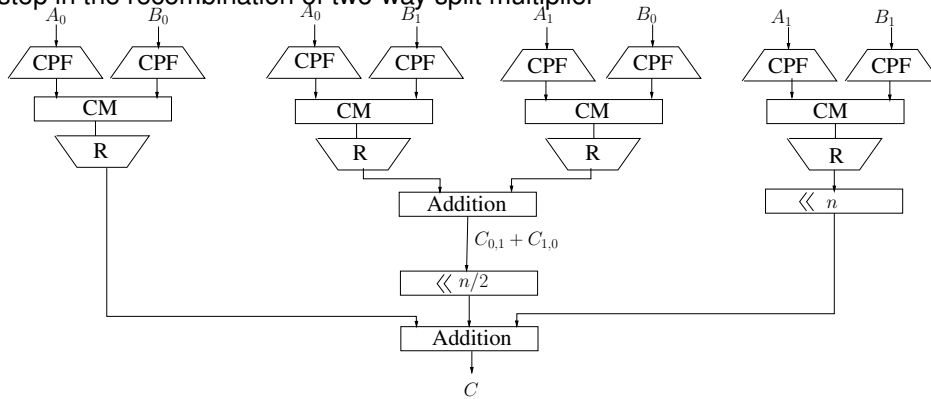 step in the recombination of two-way split multiplier
A₀ B₀ A₀ B₁ A₁ B₀ A₁ B₁
CPF CPF CPF CPF CPF CPF CPF CPF
CM CM CM CM
R R R R
Addition ≪ n
C₀,₁ + C₁,₀
≪ n/2
Addition
C